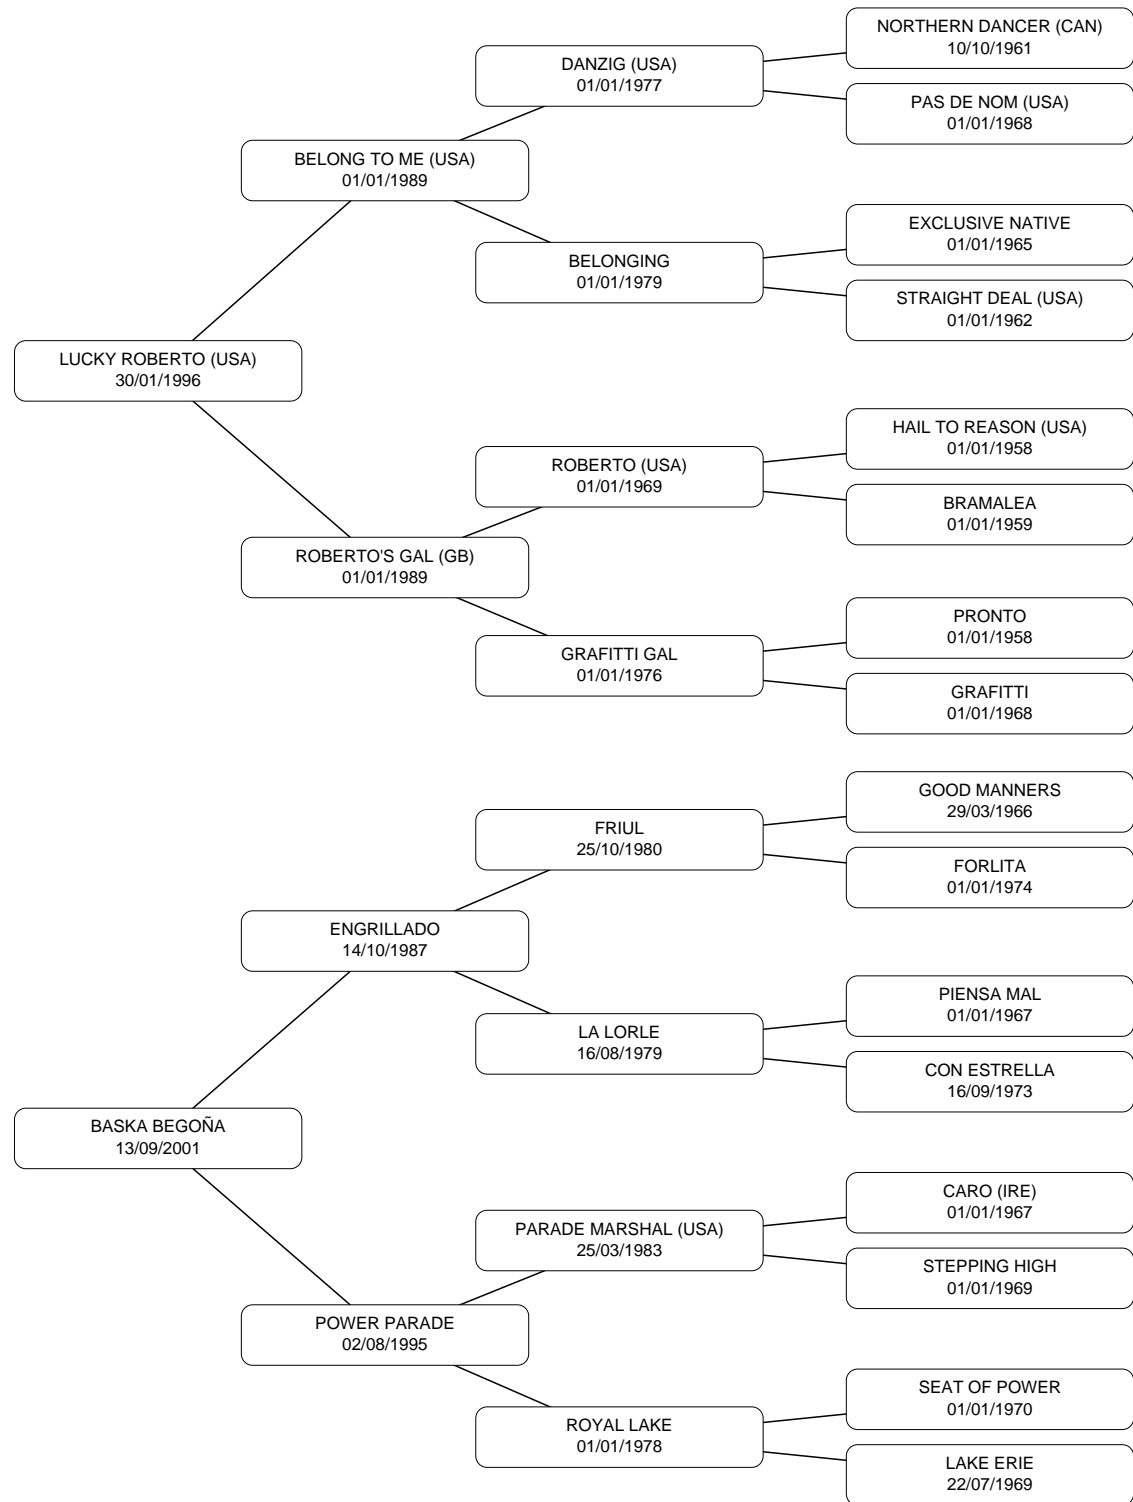 NORTHERN DANCER (CAN)
10/10/1961
DANZIG (USA)
01/01/1977
PAS DE NOM (USA)
01/01/1968
BELONG TO ME (USA)
01/01/1989
EXCLUSIVE NATIVE
01/01/1965
BELONGING
01/01/1979
STRAIGHT DEAL (USA)
01/01/1962
LUCKY ROBERTO (USA)
30/01/1996
HAIL TO REASON (USA)
01/01/1958
ROBERTO (USA)
01/01/1969
BRAMALEA
01/01/1959
ROBERTO'S GAL (GB)
01/01/1989
PRONTO
01/01/1958
GRAFITTI GAL
01/01/1976
GRAFITTI
01/01/1968
GOOD MANNERS
29/03/1966
FRIUL
25/10/1980
FORLITA
01/01/1974
ENGRILLADO
14/10/1987
PIENSA MAL
01/01/1967
LA LORLE
16/08/1979
CON ESTRELLA
16/09/1973
BASKA BEGOÑA
13/09/2001
CARO (IRE)
01/01/1967
PARADE MARSHAL (USA)
25/03/1983
STEPPING HIGH
01/01/1969
POWER PARADE
02/08/1995
SEAT OF POWER
01/01/1970
ROYAL LAKE
01/01/1978
LAKE ERIE
22/07/1969